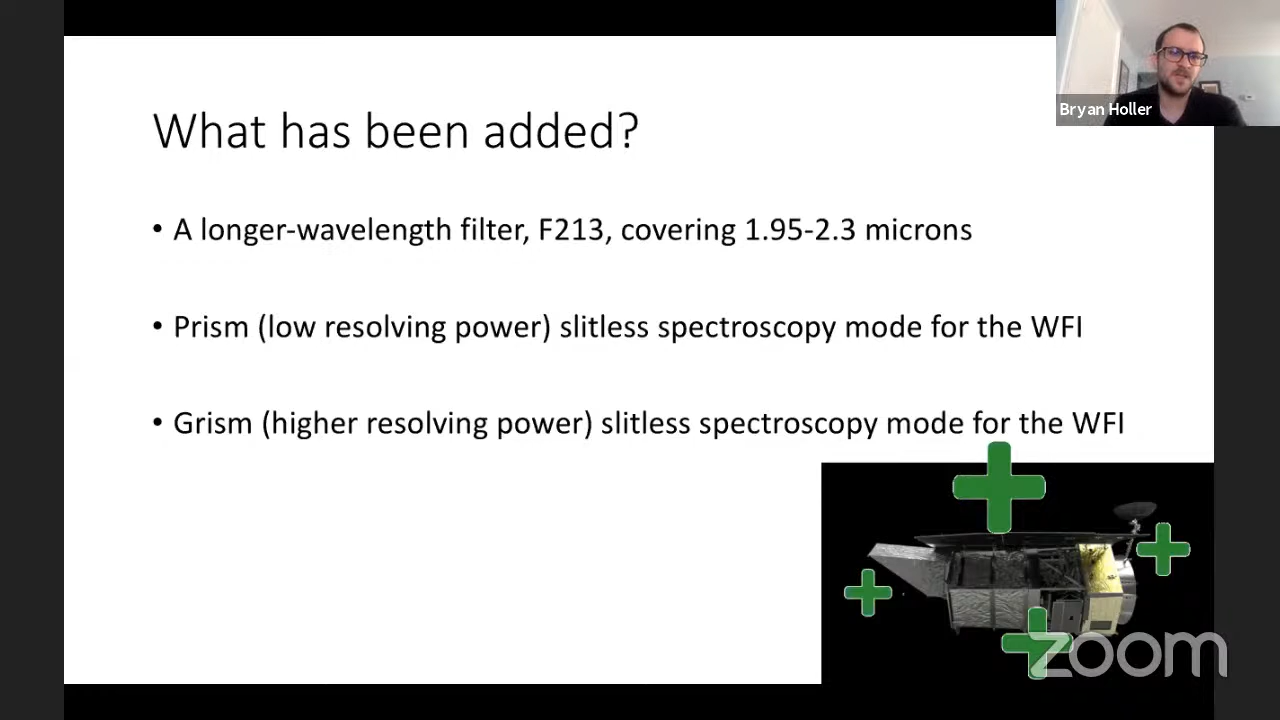 Bryan Holler
What has been added?
• A longer-wavelength filter, F213, covering 1.95-2.3 microns
• Prism (low resolving power) slitless spectroscopy mode for the WFI
• Grism (higher resolving power) slitless spectroscopy mode for the WFI
zoom